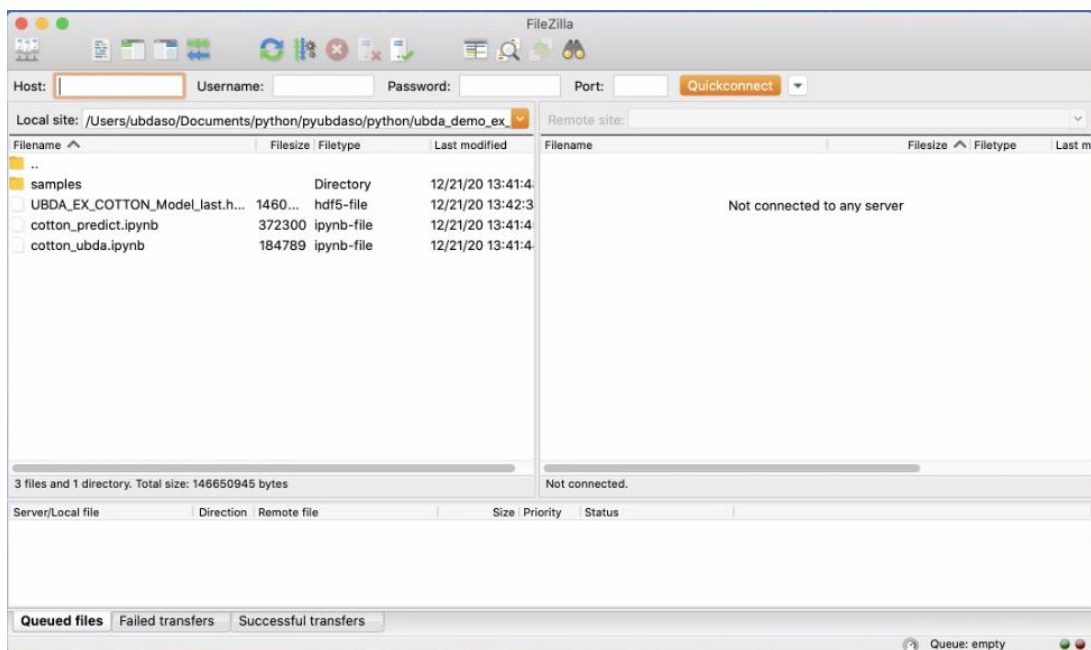 FileZilla
Host: Username: Password: Port: Quickconnect
Local site: /Users/ubdaso/Documents/python/pyubdaso/python/ubda_demo_ex_ Remote site:
Filename Filesize Filetype Last modified Filename Filesize Filetype Last m
..
samples Directory 12/21/20 13:41:4
UBDA_EX_COTTON_Model_last.h... 1460... hdf5-file 12/21/20 13:42:3
Not connected to any server
cotton_predict.ipynb 372300 ipynb-file 12/21/20 13:41:4
cotton_ubda.ipynb 184789 ipynb-file 12/21/20 13:41:4
3 files and 1 directory. Total size: 146650945 bytes Not connected.
Server/Local file Direction Remote file Size Priority Status
Queued files Failed transfers Successful transfers
Queue: empty